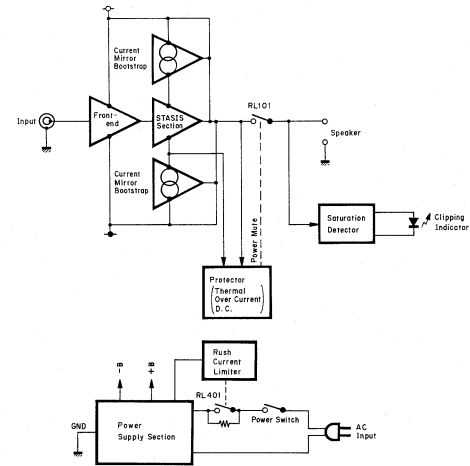 Current
Mirror
Bootstrap
RL101
Input
Front-
end
STASIS
Section
Speaker
Current
Mirror
Bootstrap
Saturation
Detector
Clipping
Indicator
Power Mute
Protector
(Thermal
Over Current
D.C.)
-B
+B
Rush
Current
Limiter
RL401
GND
Power
Supply Section
Power Switch
AC
Input